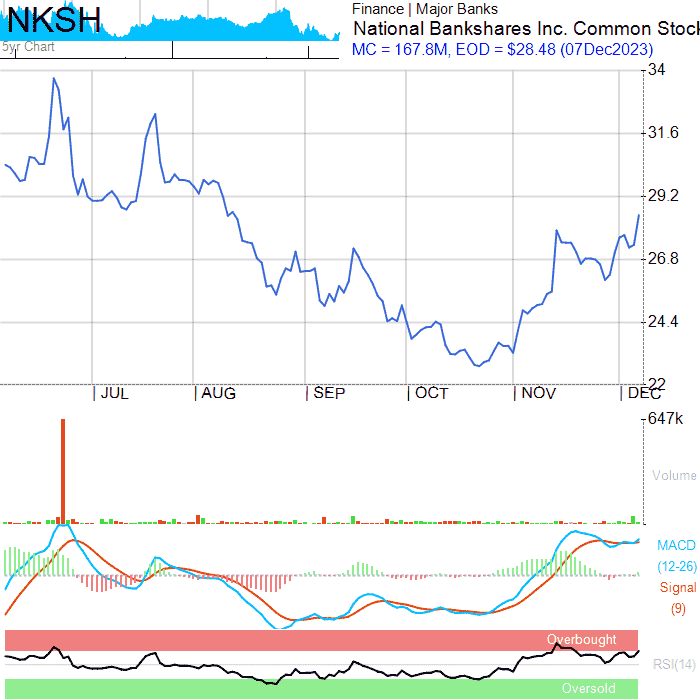 NKSH
5yr Chart
Finance | Major Banks
National Bankshares Inc. Common Stock
MC = 167.8M, EOD = $28.48 (07Dec2023)
34
31.6
29.2
26.8
24.4
22
JUL AUG SEP OCT NOV DEC
647k
Volume
MACD
(12-26)
Signal
(9)
Overbought
RSI(14)
Oversold